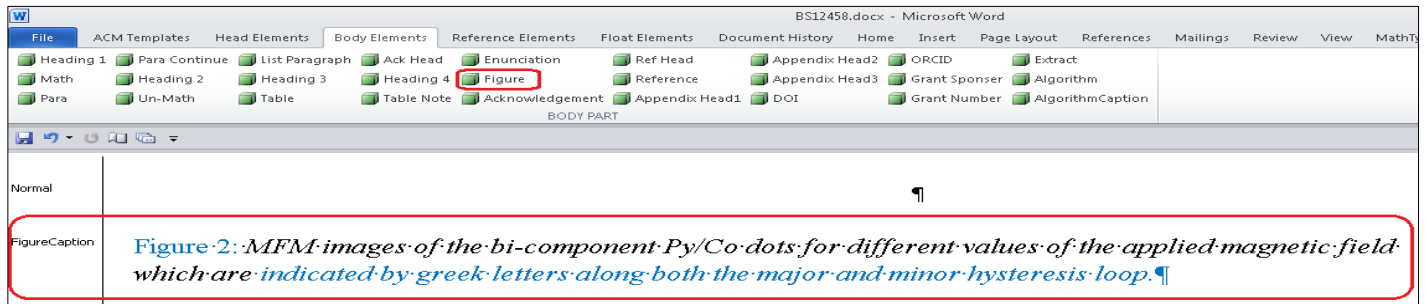 BS12458.docx - Microsoft Word
File ACM Templates Head Elements Body Elements Reference Elements Float Elements Document History Home Insert Page Layout References Mailings Review View MathTy
Heading 1 Para Continue List Paragraph Ack Head Enunciation Ref Head Appendix Head2 ORCID Extract
Math Heading 2 Heading 3 Heading 4 Figure Reference Appendix Head3 Grant Sponser Algorithm
Para Un-Math Table Table Note Acknowledgement Appendix Head1 DOI Grant Number AlgorithmCaption
BODY PART
Normal ¶
FigureCaption Figure·2:·MFM·images·of·the·bi-component·Py/Co·dots·for·different·values·of·the·applied·magnetic·field·
which·are·indicated·by·greek·letters·along·both·the·major·and·minor·hysteresis·loop.¶